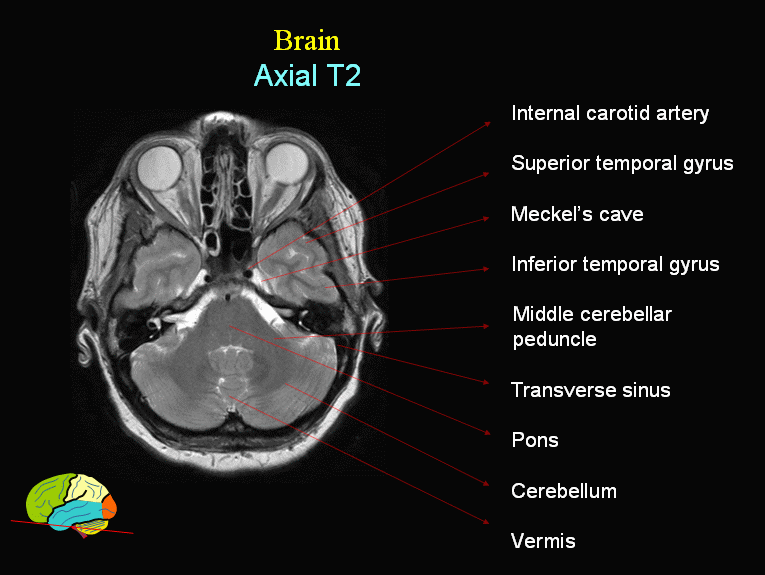 Brain
Axial T2
Internal carotid artery
Superior temporal gyrus
Meckel’s cave
Inferior temporal gyrus
Middle cerebellar
peduncle
Transverse sinus
Pons
Cerebellum
Vermis